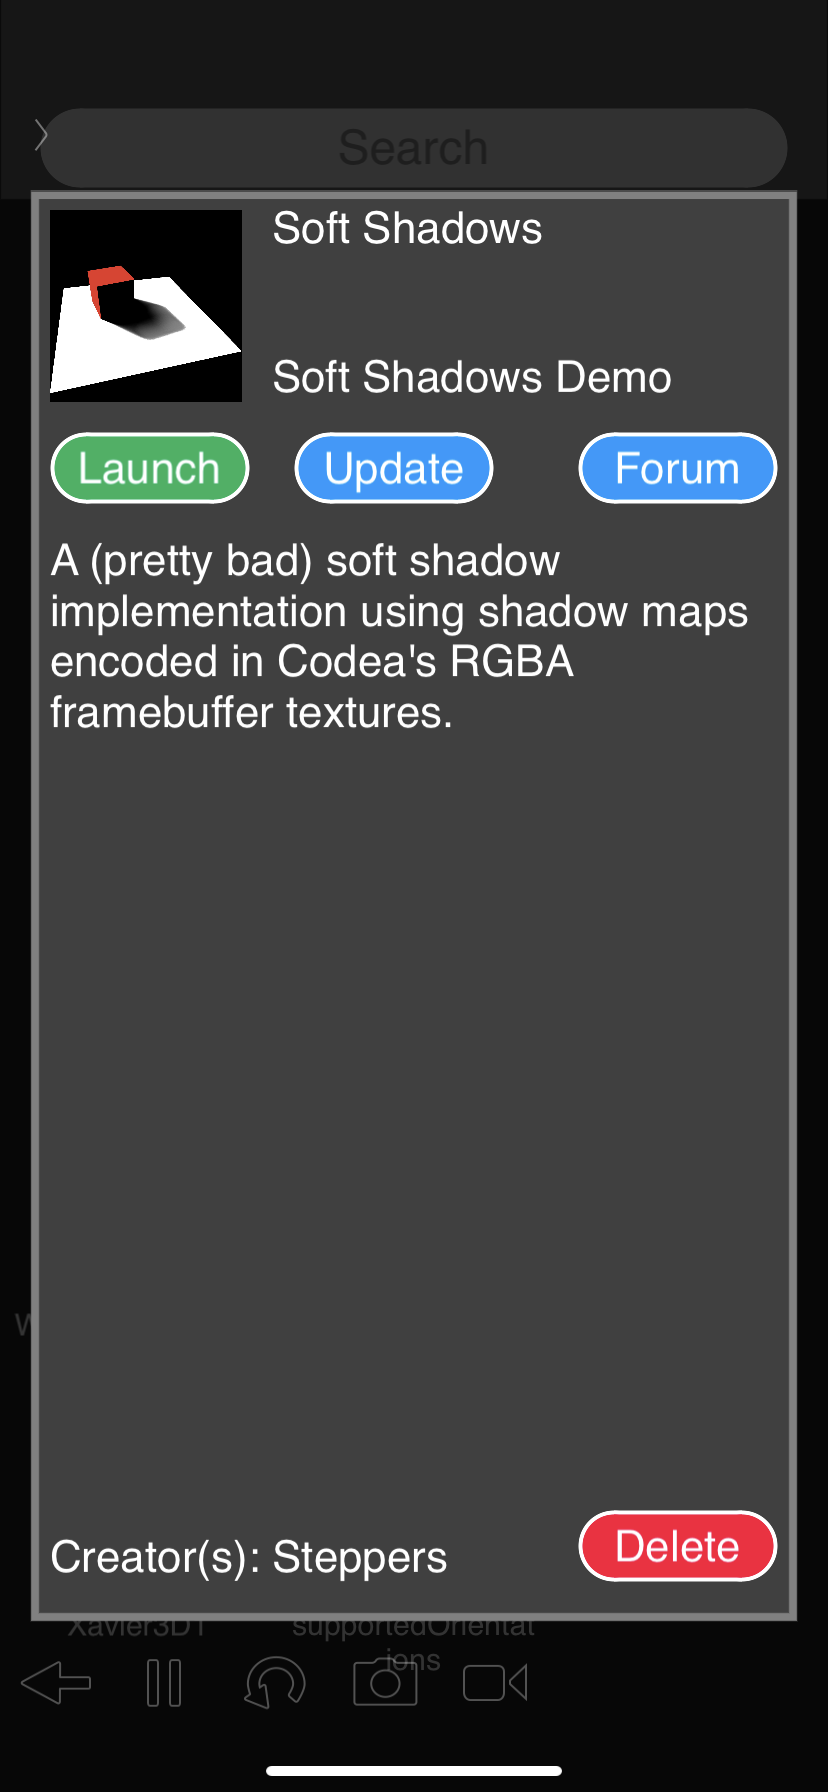 Search
Soft Shadows
Soft Shadows Demo
Launch
Update
Forum
A (pretty bad) soft shadow
implementation using shadow maps
encoded in Codea's RGBA
framebuffer textures.
Creator(s): Steppers
Delete
Xavier3D1
supportedOrientat
ions